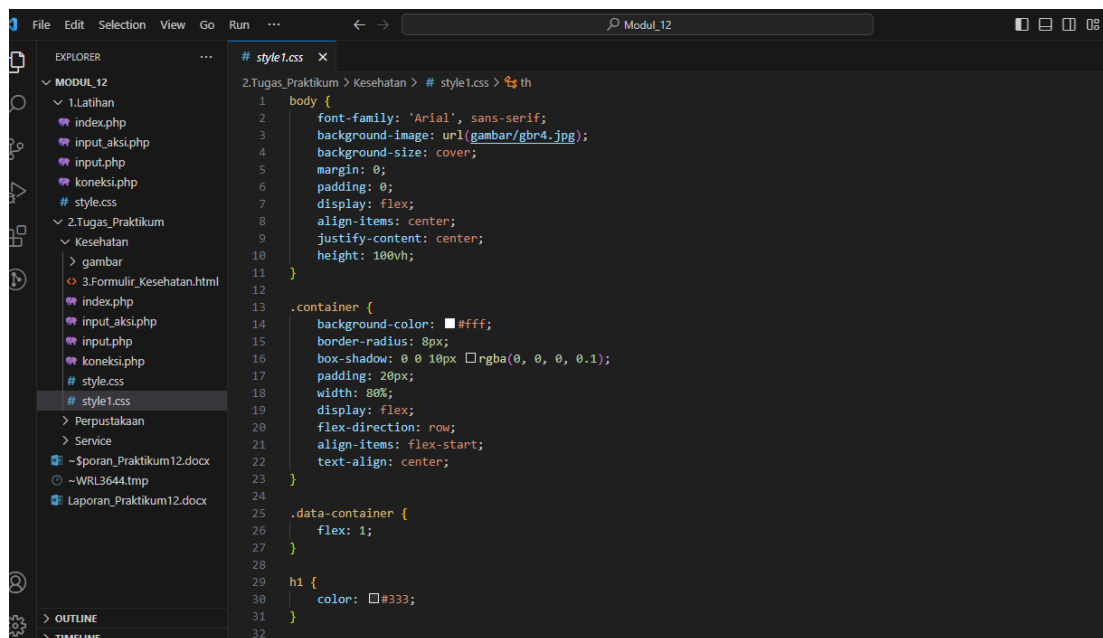 File Edit Selection View Go Run ··· Modul_12
EXPLORER ···
MODUL_12
1.Latihan
index.php
input_aksi.php
input.php
koneksi.php
# style.css
2.Tugas_Praktikum
Kesehatan
gambar
3.Formulir_Kesehatan.html
index.php
input_aksi.php
input.php
koneksi.php
# style.css
# style1.css
Perpustakaan
Service
~$poran_Praktikum12.docx
~WRL3644.tmp
Laporan_Praktikum12.docx
OUTLINE
TIMELINE
# style1.css ×
2.Tugas_Praktikum > Kesehatan > # style1.css > th
1 body {
2 font-family: 'Arial', sans-serif;
3 background-image: url(gambar/gbr4.jpg);
4 background-size: cover;
5 margin: 0;
6 padding: 0;
7 display: flex;
8 align-items: center;
9 justify-content: center;
10 height: 100vh;
11 }
12
13 .container {
14 background-color: #fff;
15 border-radius: 8px;
16 box-shadow: 0 0 10px rgba(0, 0, 0, 0.1);
17 padding: 20px;
18 width: 80%;
19 display: flex;
20 flex-direction: row;
21 align-items: flex-start;
22 text-align: center;
23 }
24
25 .data-container {
26 flex: 1;
27 }
28
29 h1 {
30 color: #333;
31 }
32